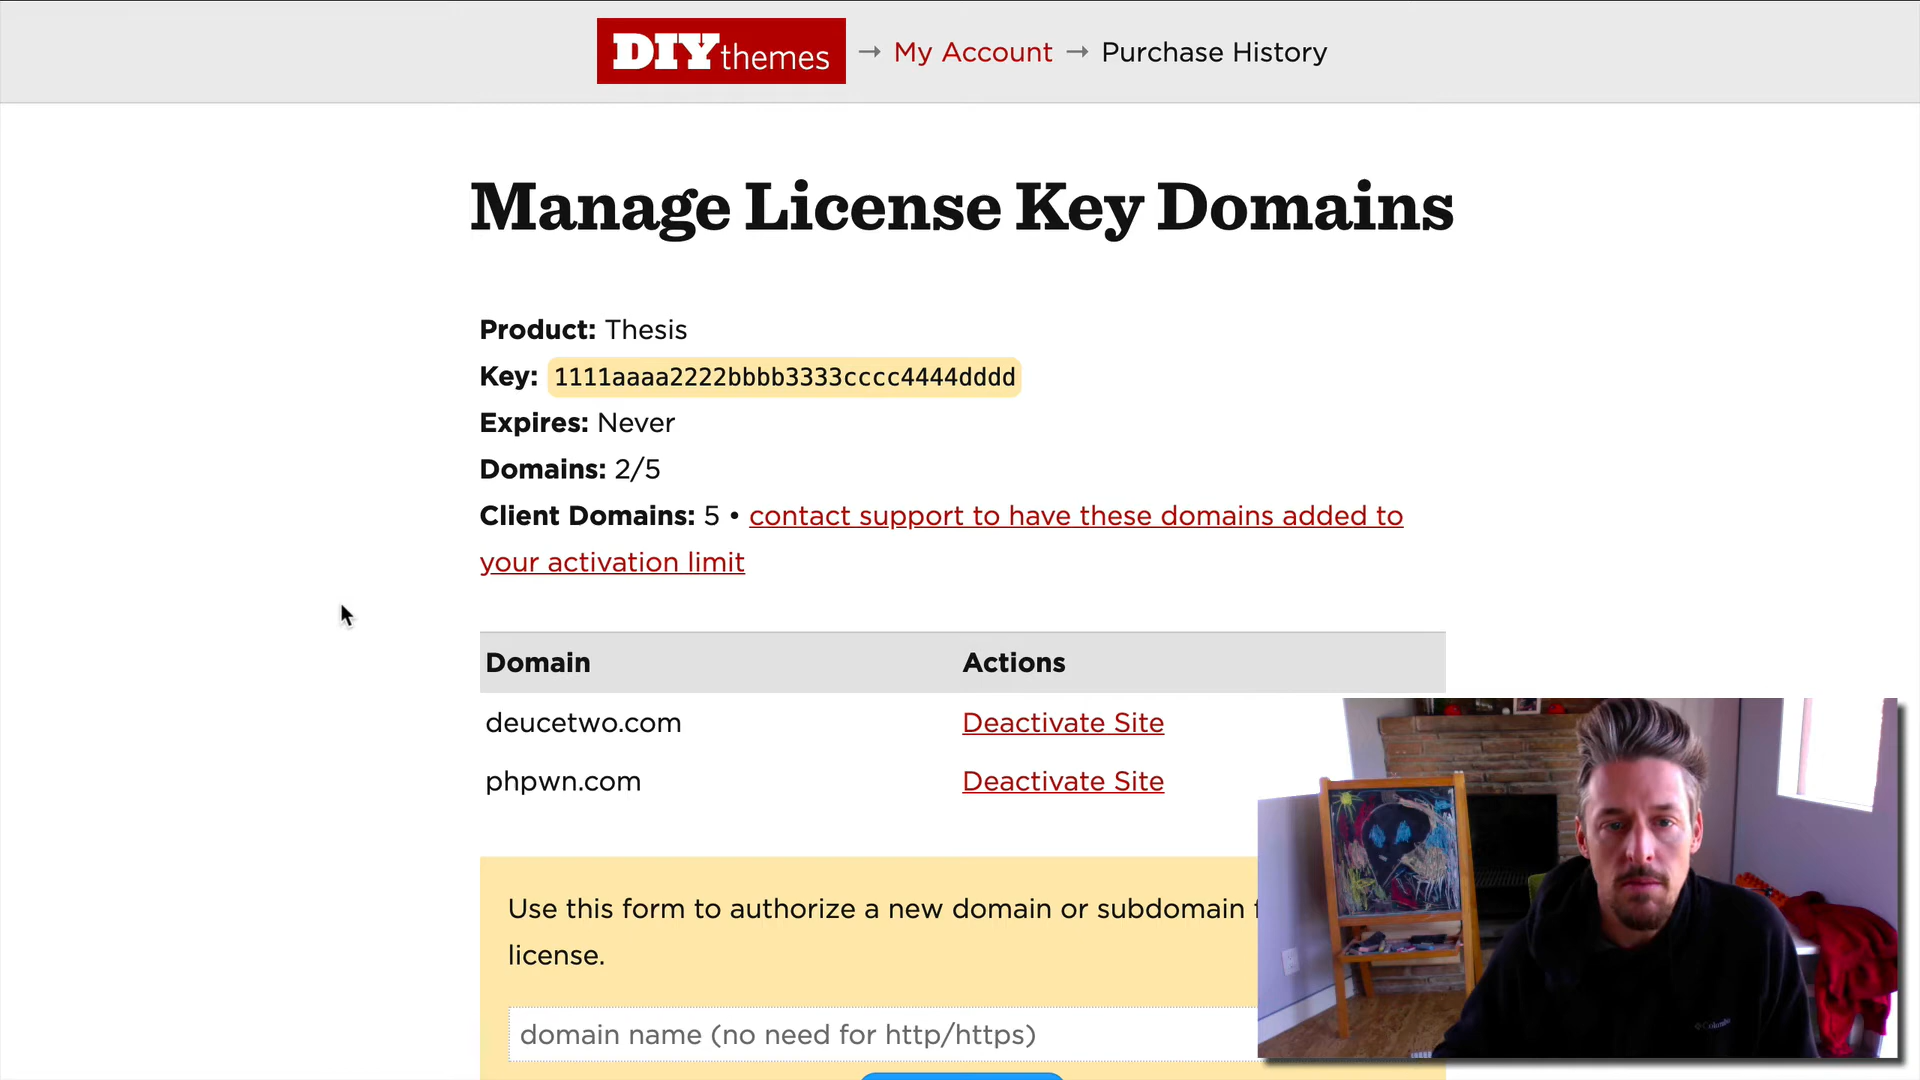 DIYthemes → My Account → Purchase History
Manage License Key Domains
Product: Thesis
Key: 1111aaaa2222bbbb3333cccc4444dddd
Expires: Never
Domains: 2/5
Client Domains: 5 • contact support to have these domains added to
your activation limit
Domain Actions
deucetwo.com Deactivate Site
phpwn.com Deactivate Site
Use this form to authorize a new domain or subdomain
license.
domain name (no need for http/https)
Columbia